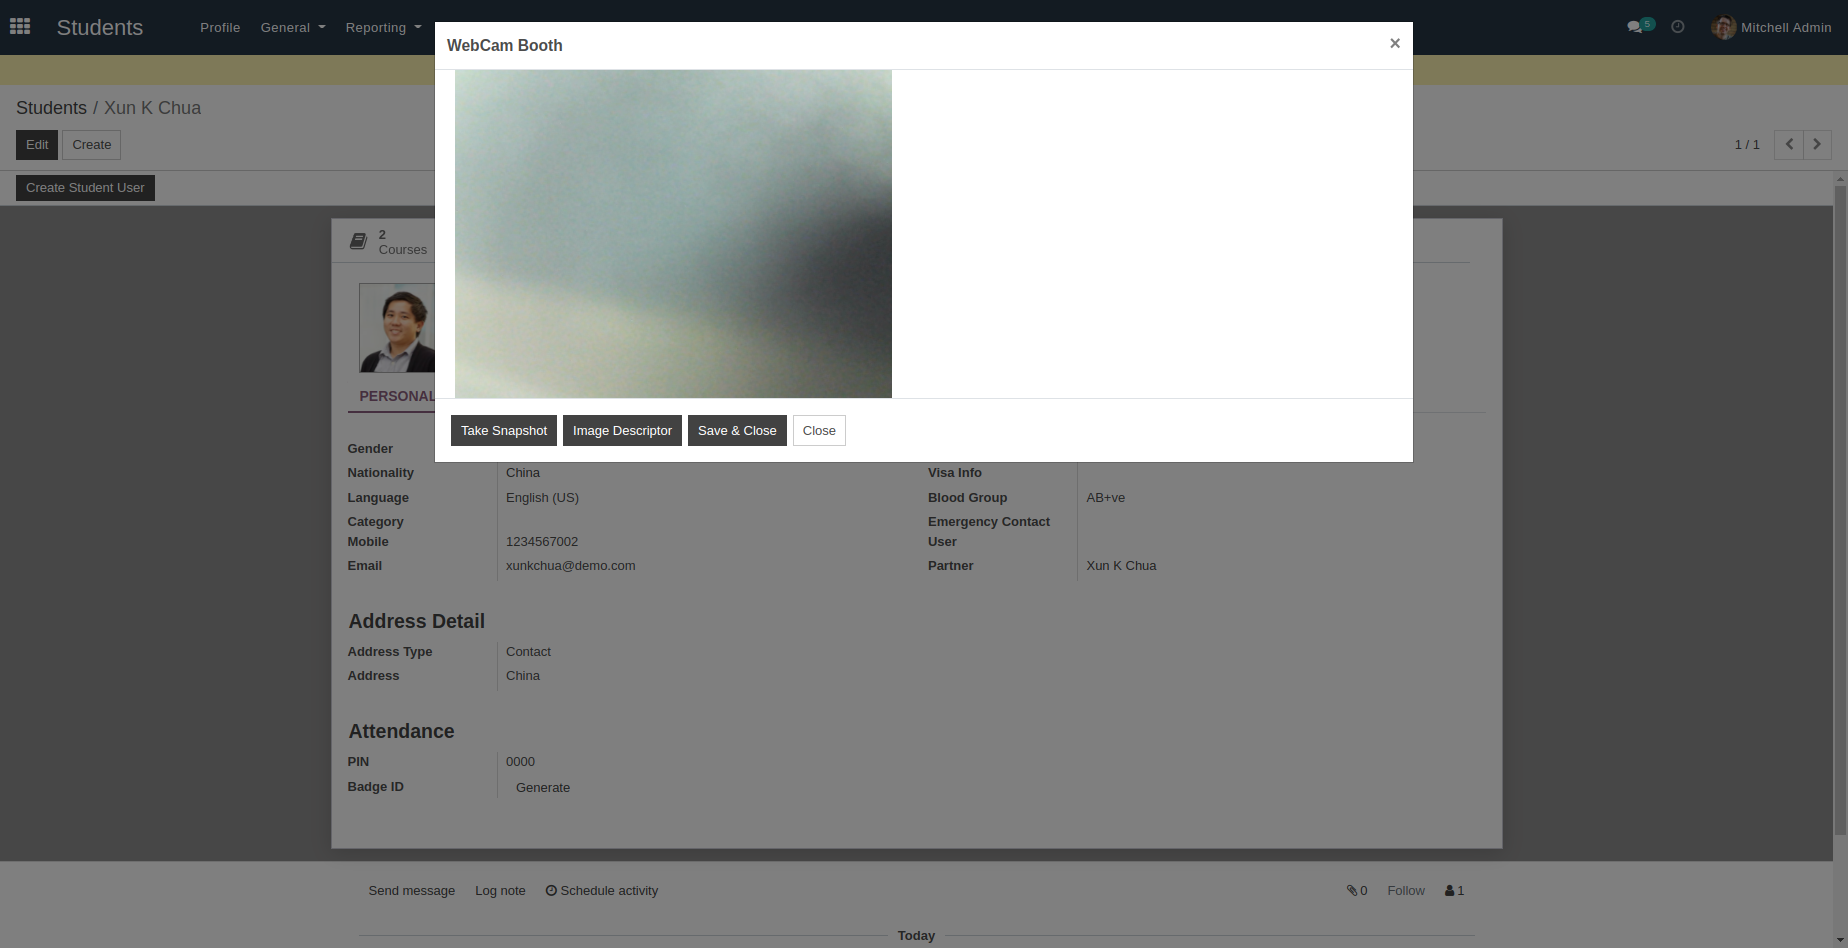 Students Profile General Reporting 5 Mitchell Admin
WebCam Booth ×
Students / Xun K Chua
Edit Create 1 / 1
Create Student User
2
Courses
PERSONAL
Take Snapshot Image Descriptor Save & Close Close
Gender
Nationality China Visa Info
Language English (US) Blood Group AB+ve
Category Emergency Contact
Mobile 1234567002 User
Email xunkchua@demo.com Partner Xun K Chua
Address Detail
Address Type Contact
Address China
Attendance
PIN 0000
Badge ID Generate
Send message Log note Schedule activity 0 Follow 1
Today